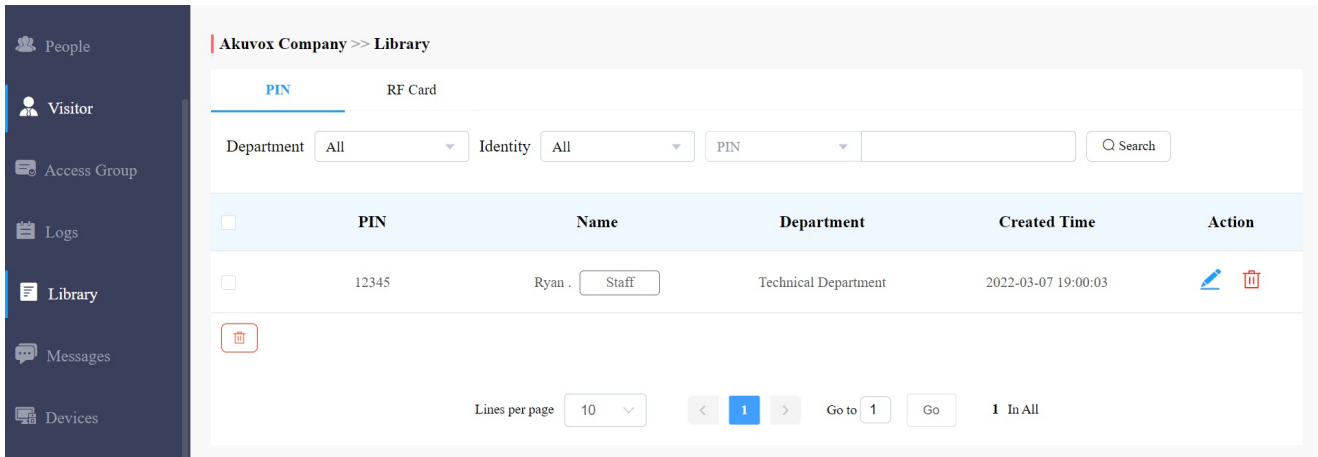 People
Visitor
Access Group
Logs
Library
Messages
Devices
Akuvox Company >> Library
PIN RF Card
Department All Identity All PIN Search
PIN Name Department Created Time Action
12345 Ryan . Staff Technical Department 2022-03-07 19:00:03
Lines per page 10 < 1 > Go to 1 Go 1 In All